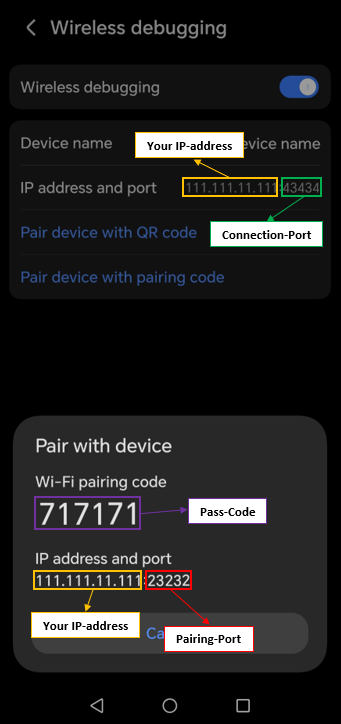 Wireless debugging
Wireless debugging
Device name
evice name
Your IP-address
IP address and port
111.111.11.111:43434
Pair device with QR code
Connection-Port
Pair device with pairing code
Pair with device
Wi-Fi pairing code
717171
Pass-Code
IP address and port
111.111.11.111:23232
Your IP-address
Ca
Pairing-Port